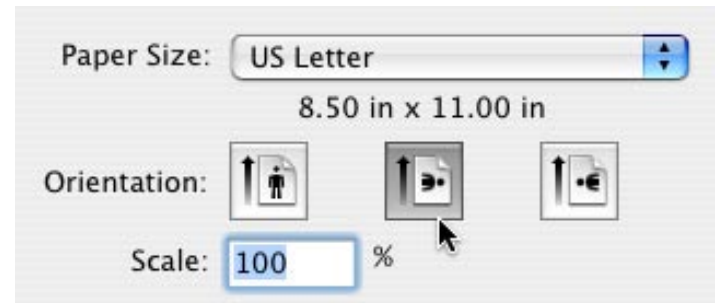 Paper Size: US Letter
8.50 in x 11.00 in
Orientation:
Scale: 100 %